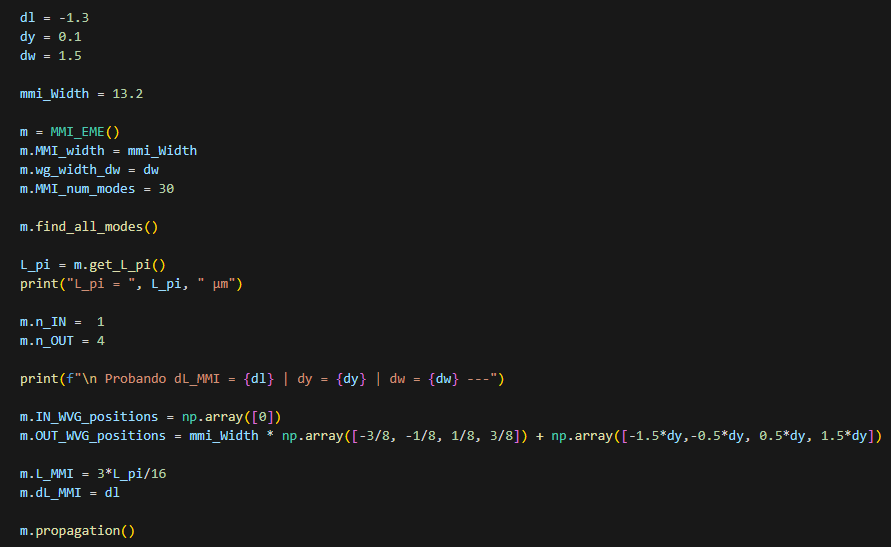 dl = -1.3
dy = 0.1
dw = 1.5
mmi_Width = 13.2
m = MMI_EME()
m.MMI_width = mmi_Width
m.wg_width_dw = dw
m.MMI_num_modes = 30
m.find_all_modes()
L_pi = m.get_L_pi()
print("L_pi = ", L_pi, " μm")
m.n_IN =  1
m.n_OUT = 4
print(f"\n Probando dL_MMI = {dl} | dy = {dy} | dw = {dw} ---")
m.IN_WVG_positions = np.array([0])
m.OUT_WVG_positions = mmi_Width * np.array([-3/8, -1/8, 1/8, 3/8]) + np.array([-1.5*dy,-0.5*dy, 0.5*dy, 1.5*dy])
m.L_MMI = 3*L_pi/16
m.dL_MMI = dl
m.propagation()